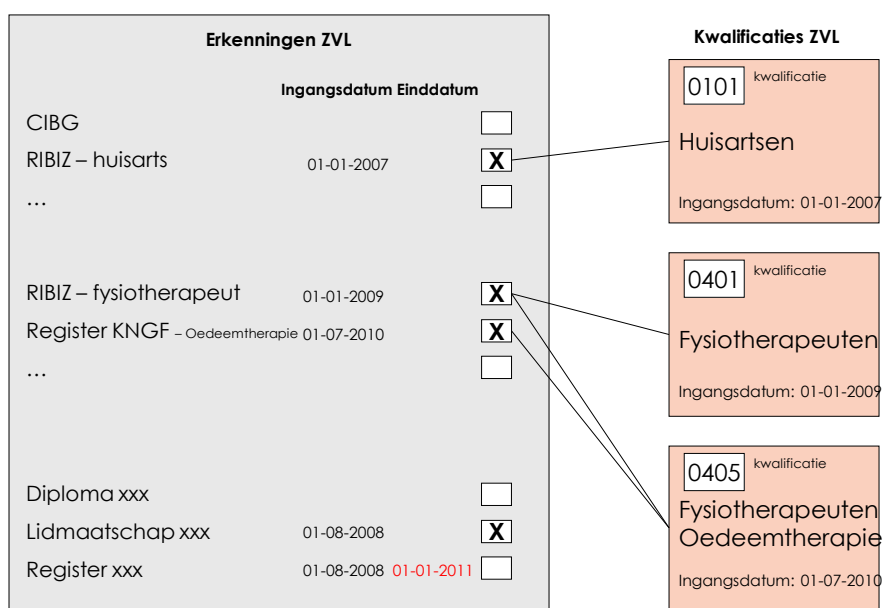 Erkenningen ZVL
Ingangsdatum Einddatum
CIBG
RIBIZ – huisarts 01-01-2007 X
...
RIBIZ – fysiotherapeut 01-01-2009 X
Register KNGF – Oedeemtherapie 01-07-2010 X
...
Diploma xxx
Lidmaatschap xxx 01-08-2008 X
Register xxx 01-08-2008 01-01-2011
Kwalificaties ZVL
0101 kwalificatie
Huisartsen
Ingangsdatum: 01-01-2007
0401 kwalificatie
Fysiotherapeuten
Ingangsdatum: 01-01-2009
0405 kwalificatie
Fysiotherapeuten
Oedeemtherapie
Ingangsdatum: 01-07-2010